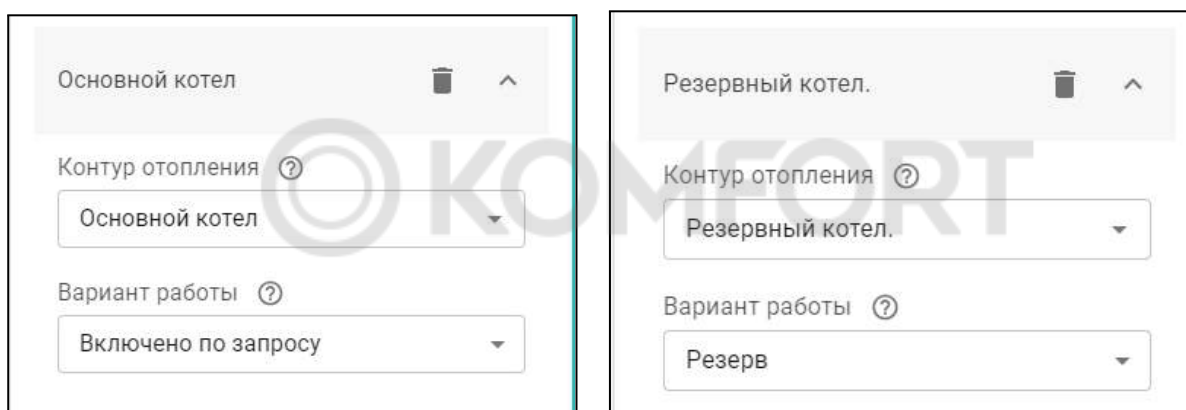 Основной котел
Контур отопления
Основной котел
Вариант работы
Включено по запросу
Резервный котел.
Контур отопления
Резервный котел.
Вариант работы
Резерв
KOMFORT